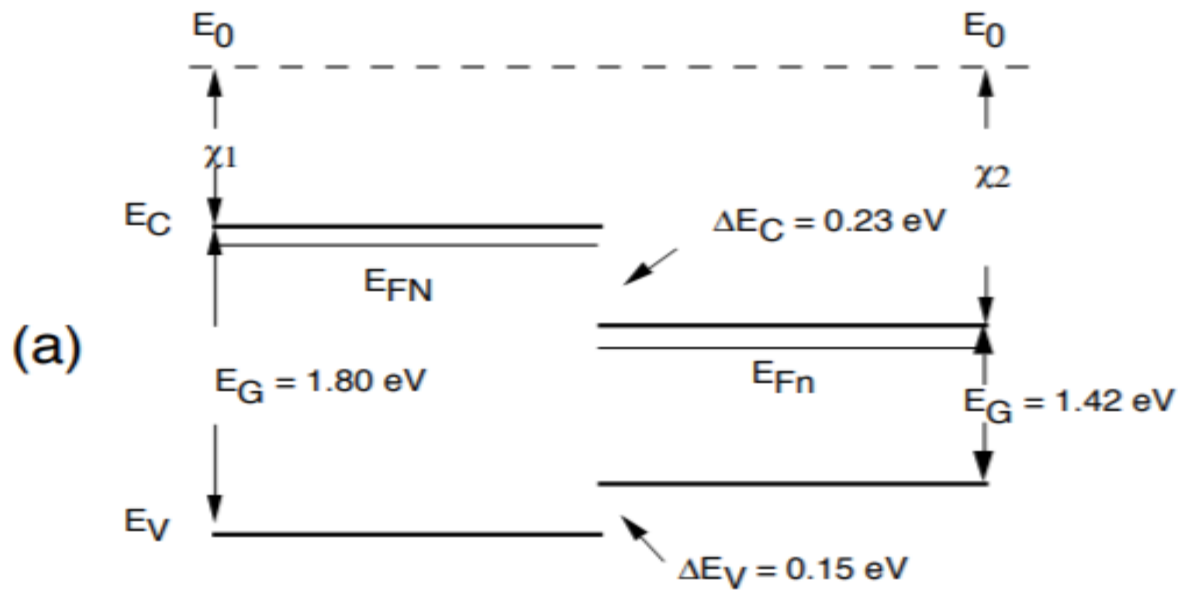 E0
E0
χ1
χ2
EC
ΔEC = 0.23 eV
EFN
(a)
EFn
EG = 1.80 eV
EG = 1.42 eV
EV
ΔEV = 0.15 eV